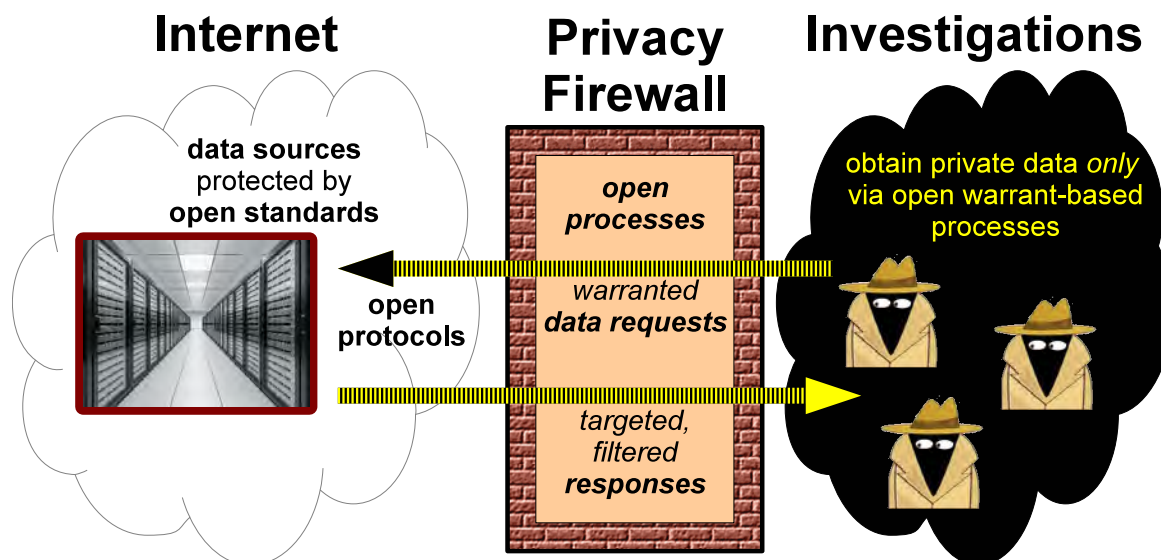 Internet
Privacy
Firewall
Investigations
data sources
protected by
open standards
open
protocols
open
processes
warranted
data requests
targeted,
filtered
responses
obtain private data only
via open warrant-based
processes